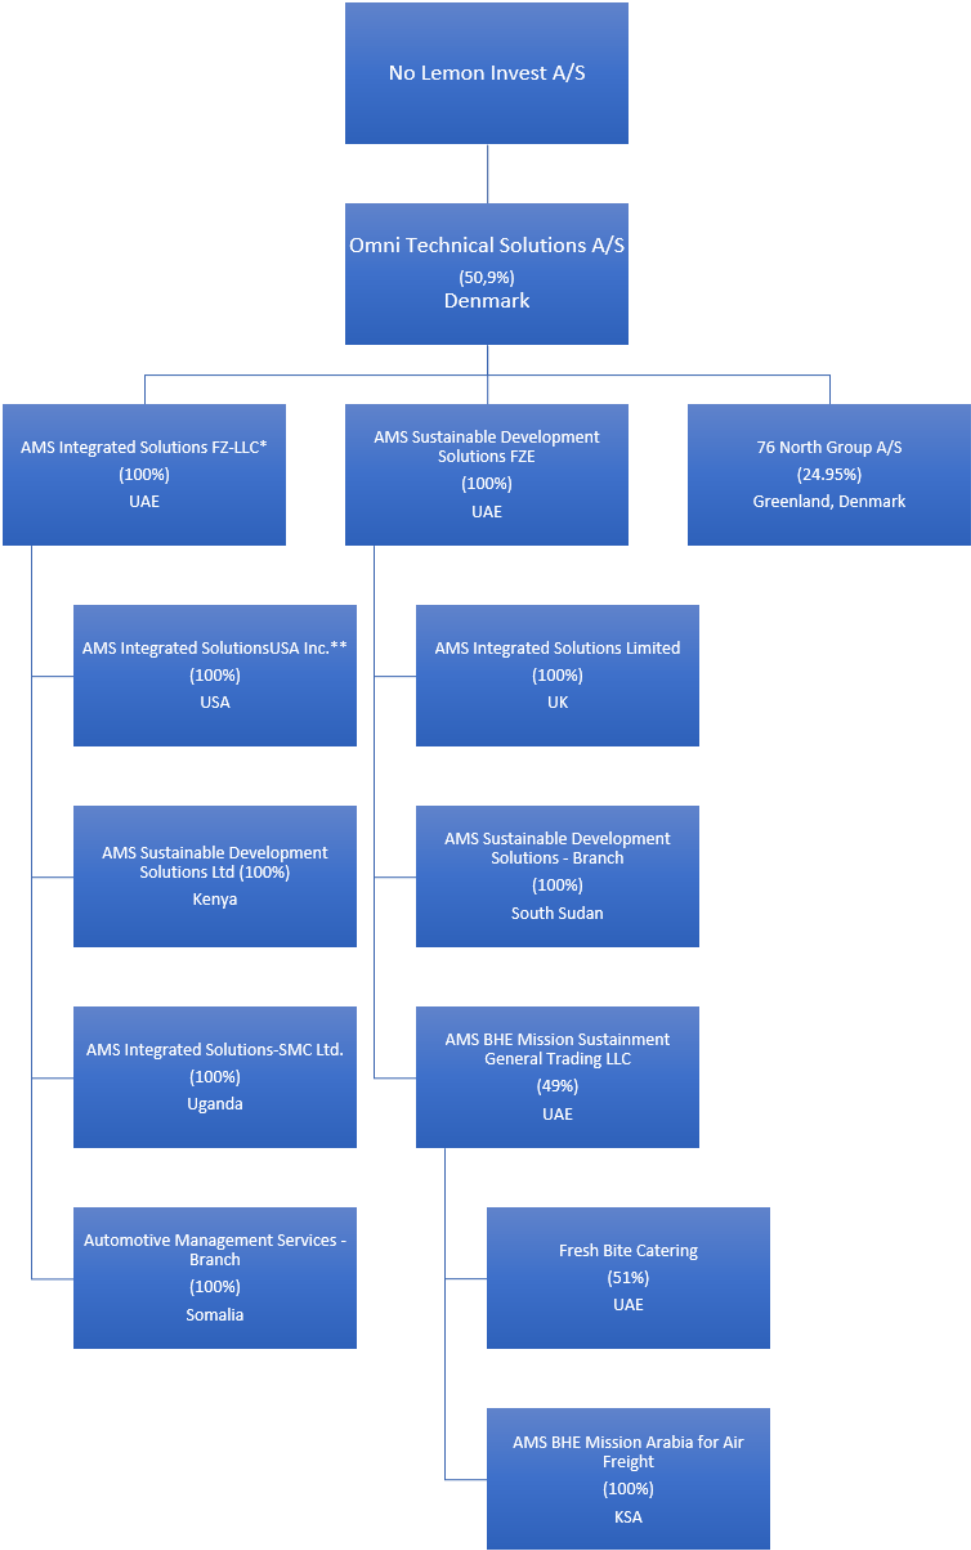 No Lemon Invest A/S
Omni Technical Solutions A/S
(50,9%)
Denmark
AMS Integrated Solutions FZ-LLC*
(100%)
UAE
AMS Sustainable Development
Solutions FZE
(100%)
UAE
76 North Group A/S
(24.95%)
Greenland, Denmark
AMS Integrated SolutionsUSA Inc.**
(100%)
USA
AMS Sustainable Development
Solutions Ltd (100%)
Kenya
AMS Integrated Solutions-SMC Ltd.
(100%)
Uganda
Automotive Management Services -
Branch
(100%)
Somalia
AMS Integrated Solutions Limited
(100%)
UK
AMS Sustainable Development
Solutions - Branch
(100%)
South Sudan
AMS BHE Mission Sustainment
General Trading LLC
(49%)
UAE
Fresh Bite Catering
(51%)
UAE
AMS BHE Mission Arabia for Air
Freight
(100%)
KSA